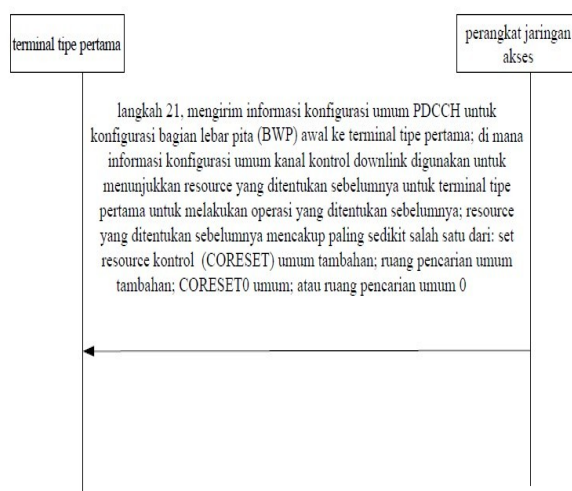 terminal tipe pertama
perangkat jaringan
akses
langkah 21, mengirim informasi konfigurasi umum PDCCH untuk
konfigurasi bagian lebar pita (BWP) awal ke terminal tipe pertama; di mana
informasi konfigurasi umum kanal kontrol downlink digunakan untuk
menunjukkan resource yang ditentukan sebelumnya untuk terminal tipe
pertama untuk melakukan operasi yang ditentukan sebelumnya; resource
yang ditentukan sebelumnya mencakup paling sedikit salah satu dari: set
resource kontrol (CORESET) umum tambahan; ruang pencarian umum
tambahan; CORESET0 umum; atau ruang pencarian umum 0